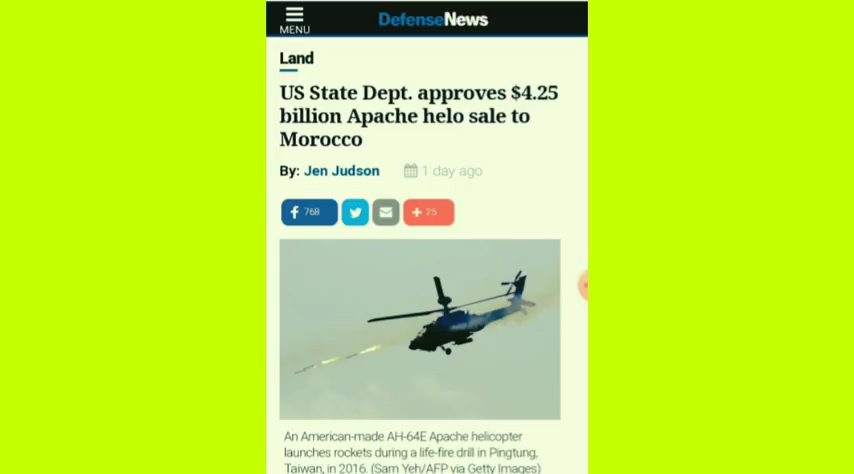 MENU
DefenseNews
Land
US State Dept. approves $4.25
billion Apache helo sale to
Morocco
By: Jen Judson 1 day ago
768
25
An American-made AH-64E Apache helicopter
launches rockets during a life-fire drill in Pingtung,
Taiwan, in 2016. (Sam Yeh/AFP via Getty Images)